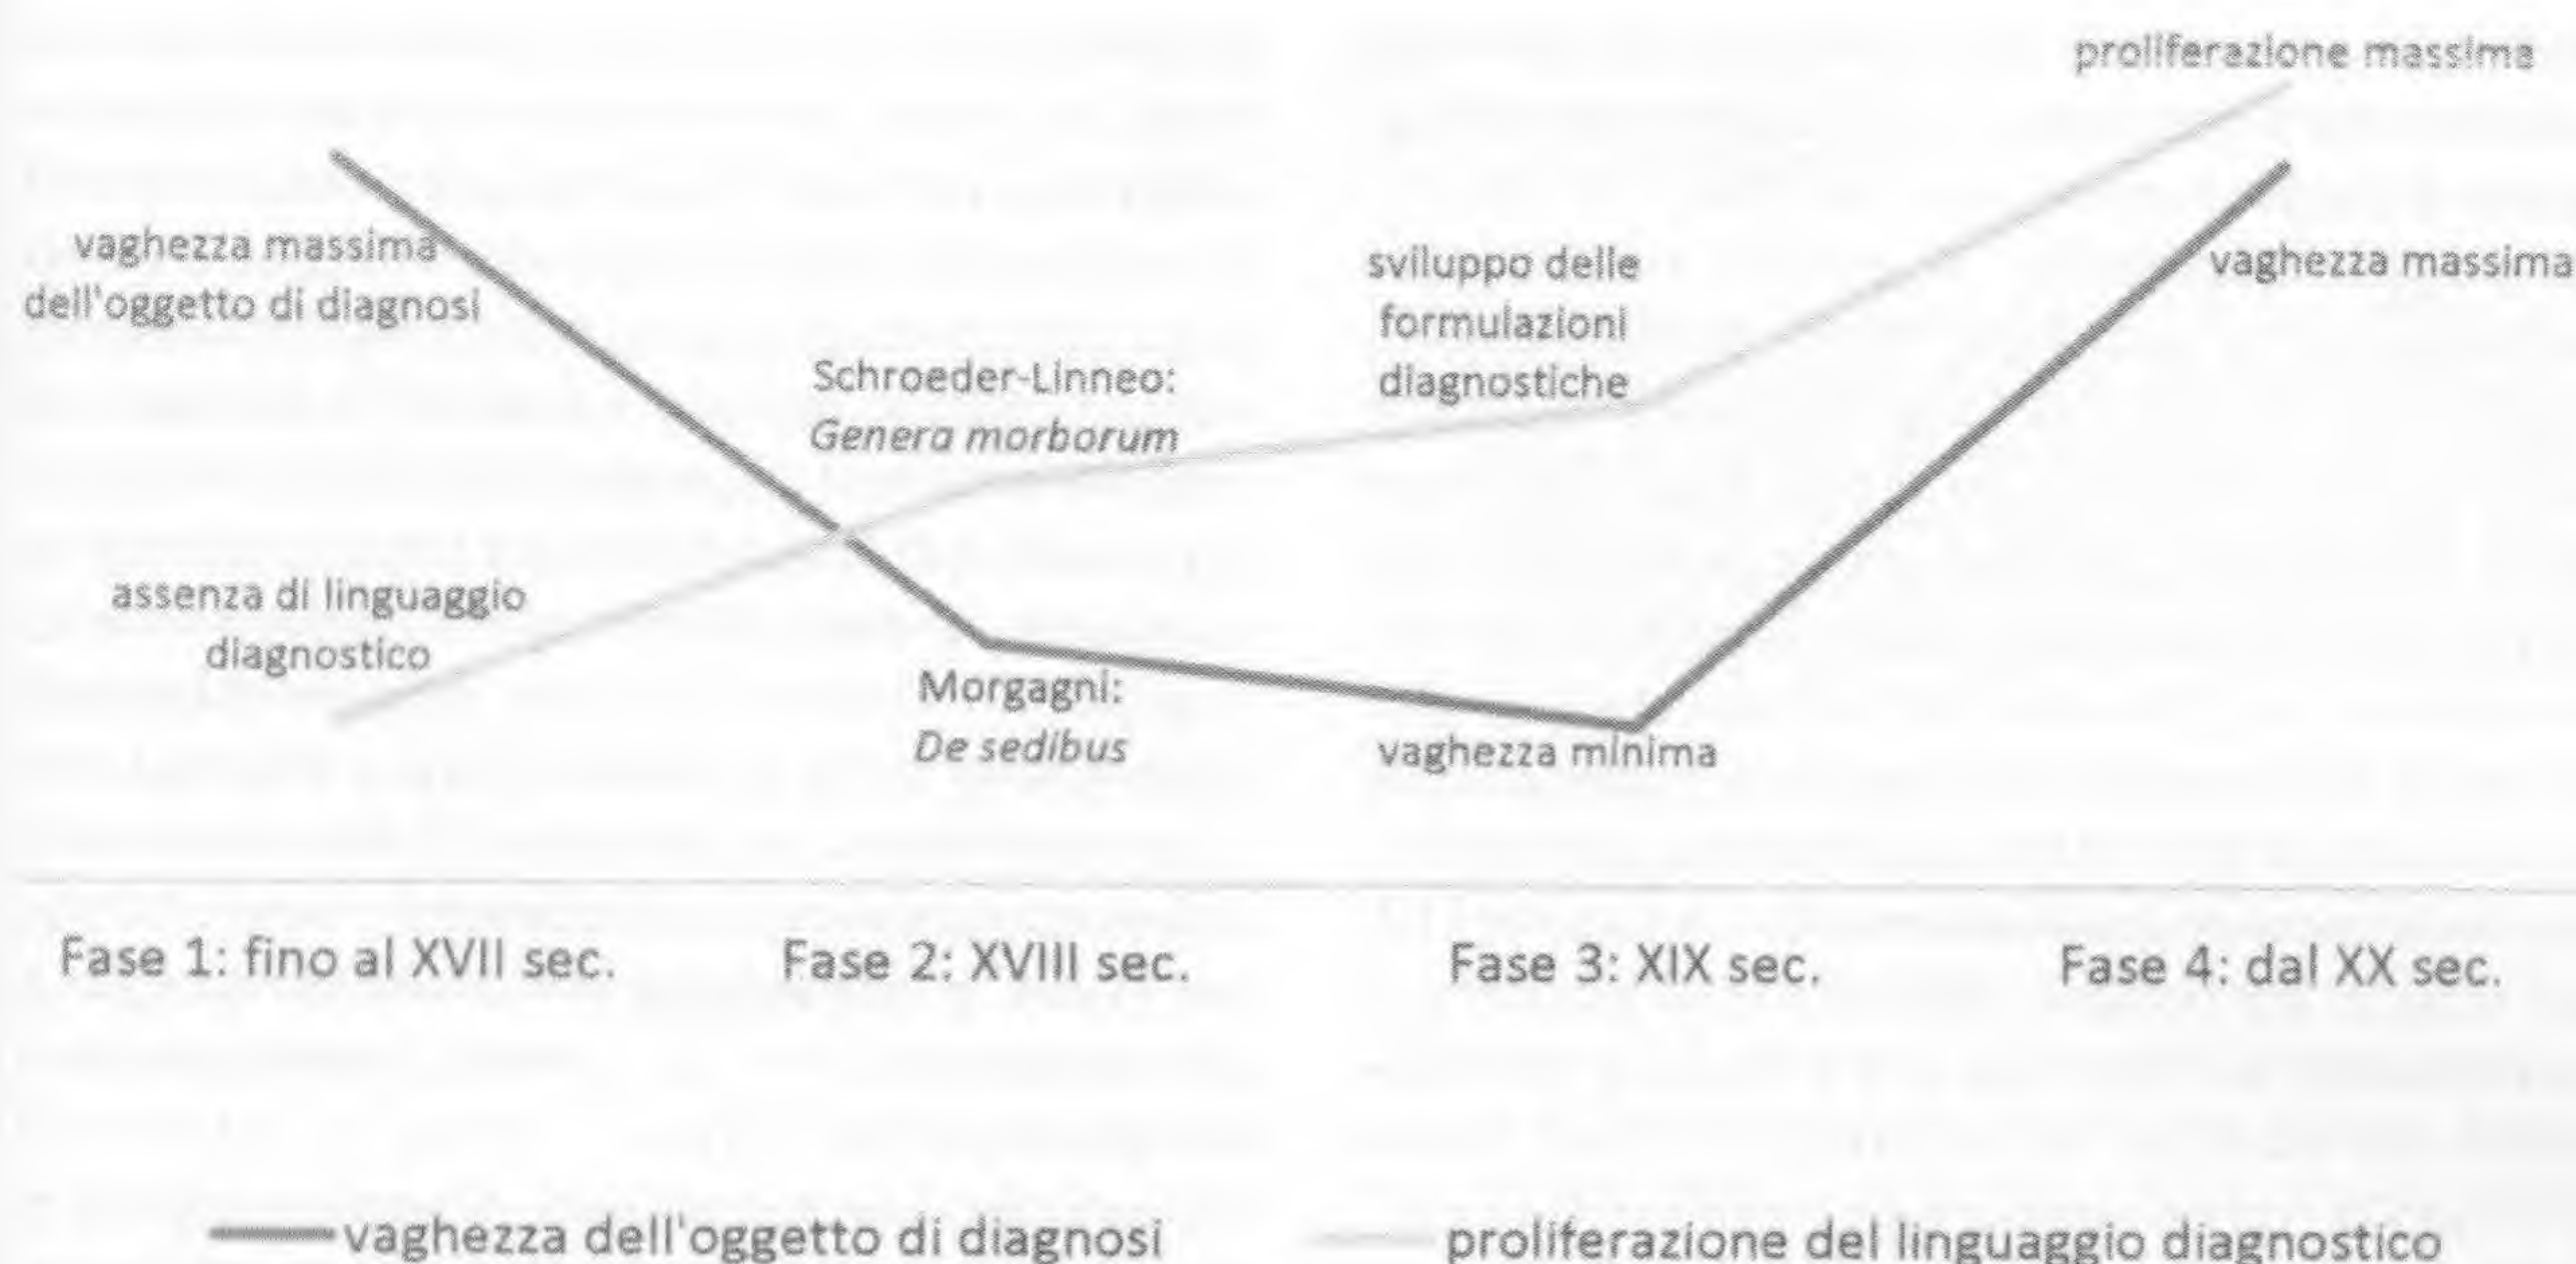 proliferazione massima
vaghezza massima
dell'oggetto di diagnosi
sviluppo delle
formulazioni
diagnostiche
vaghezza massima
Schroeder-Linneo:
Genera morborum
assenza di linguaggio
diagnostico
Morgagni:
De sedibus
vaghezza minima
Fase 1: fino al XVII sec.
Fase 2: XVIII sec.
Fase 3: XIX sec.
Fase 4: dal XX sec.
vaghezza dell'oggetto di diagnosi
proliferazione del linguaggio diagnostico